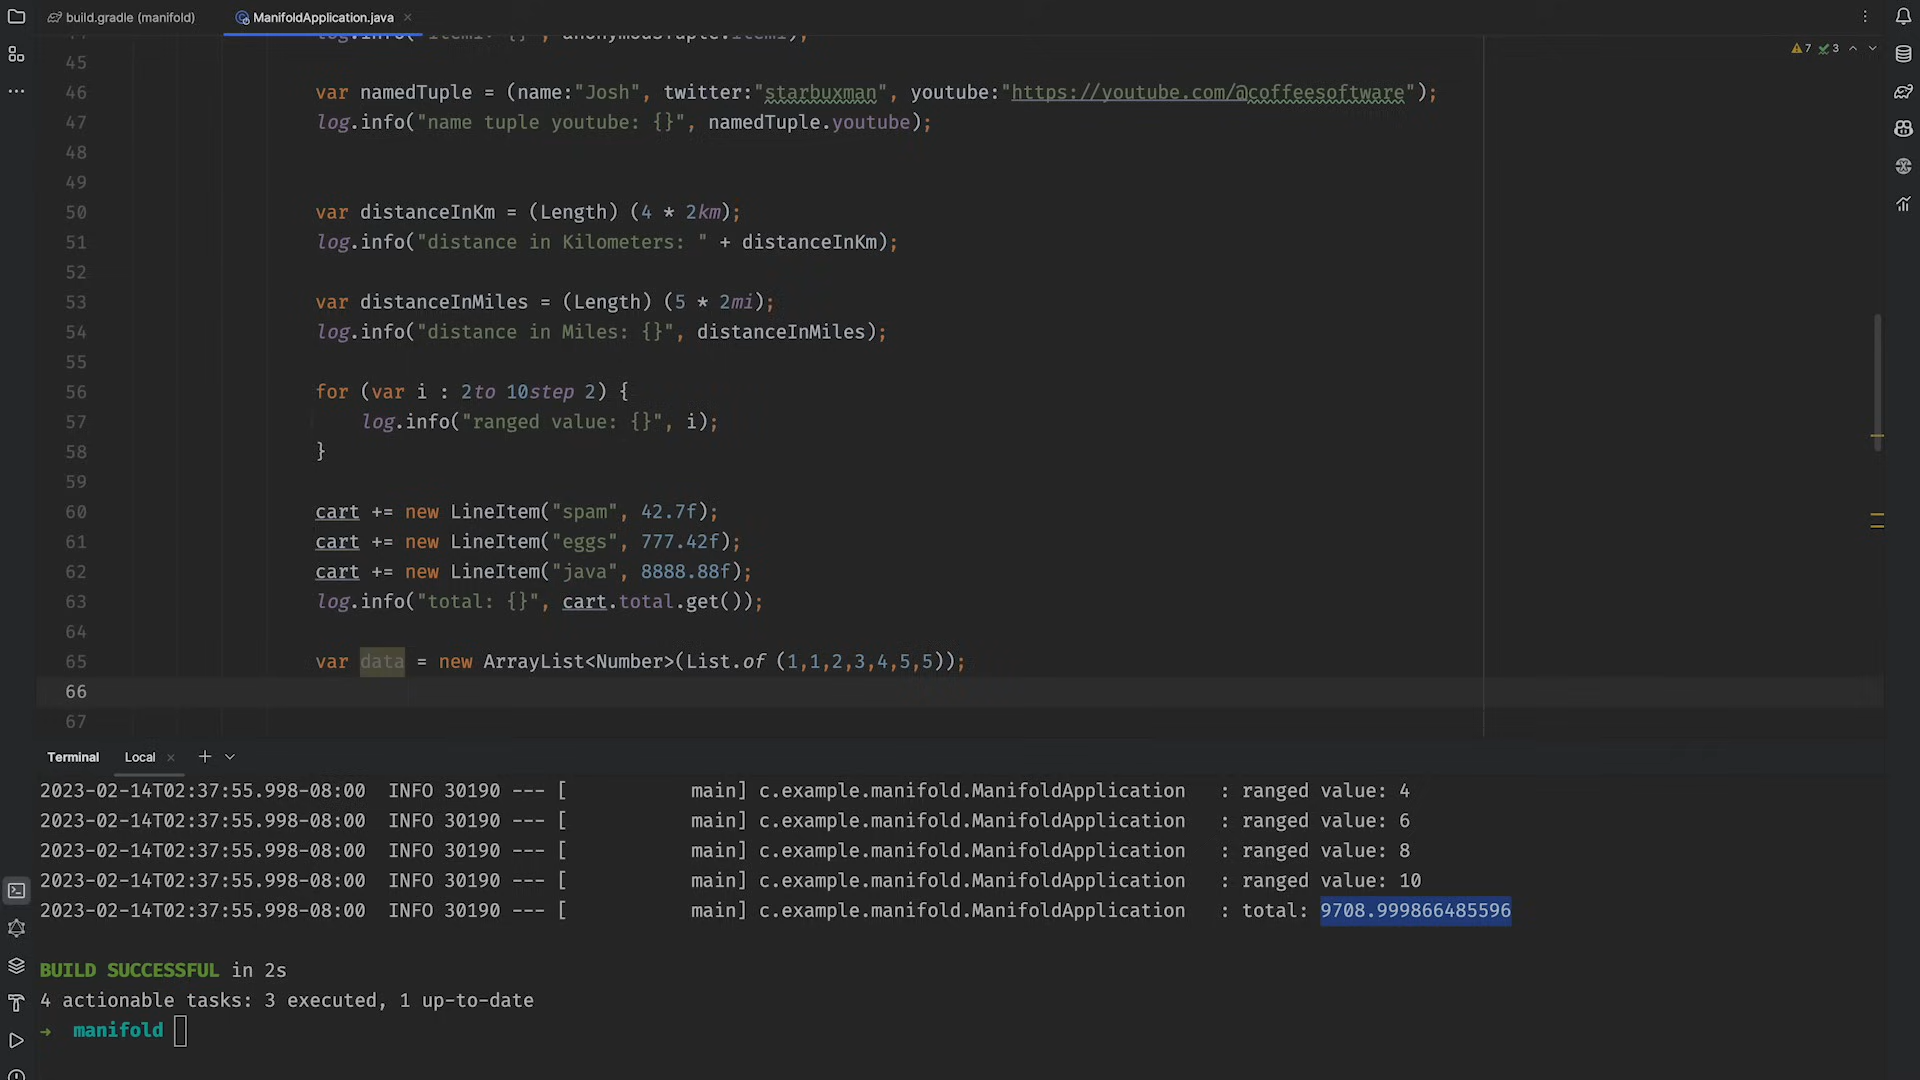 build.gradle (manifold)
ManifoldApplication.java
7 3
45
46 var namedTuple = (name:"Josh", twitter:"starbuxman", youtube:"https://youtube.com/@coffeesoftware");
47 log.info("name tuple youtube: {}", namedTuple.youtube);
48
49
50 var distanceInKm = (Length) (4 * 2km);
51 log.info("distance in Kilometers: " + distanceInKm);
52
53 var distanceInMiles = (Length) (5 * 2mi);
54 log.info("distance in Miles: {}", distanceInMiles);
55
56 for (var i : 2to 10step 2) {
57 log.info("ranged value: {}", i);
58 }
59
60 cart += new LineItem("spam", 42.7f);
61 cart += new LineItem("eggs", 777.42f);
62 cart += new LineItem("java", 8888.88f);
63 log.info("total: {}", cart.total.get());
64
65 var data = new ArrayList<Number>(List.of (1,1,2,3,4,5,5));
66
67
Terminal Local
2023-02-14T02:37:55.998-08:00 INFO 30190 --- [ main] c.example.manifold.ManifoldApplication : ranged value: 4
2023-02-14T02:37:55.998-08:00 INFO 30190 --- [ main] c.example.manifold.ManifoldApplication : ranged value: 6
2023-02-14T02:37:55.998-08:00 INFO 30190 --- [ main] c.example.manifold.ManifoldApplication : ranged value: 8
2023-02-14T02:37:55.998-08:00 INFO 30190 --- [ main] c.example.manifold.ManifoldApplication : ranged value: 10
2023-02-14T02:37:55.998-08:00 INFO 30190 --- [ main] c.example.manifold.ManifoldApplication : total: 9708.999866485596
BUILD SUCCESSFUL in 2s
4 actionable tasks: 3 executed, 1 up-to-date
→ manifold